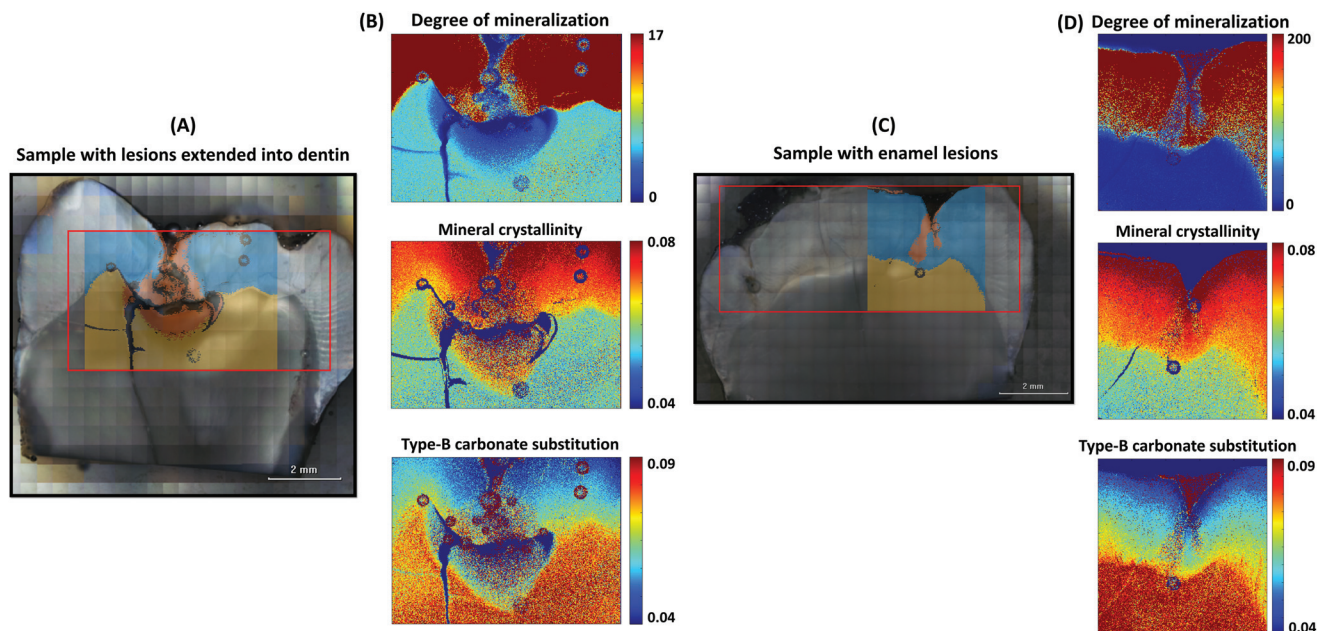 (A)
Sample with lesions extended into dentin
2 mm
(B)
Degree of mineralization
17
0
Mineral crystallinity
0.08
0.04
Type-B carbonate substitution
0.09
0.04
(C)
Sample with enamel lesions
2 mm
(D)
Degree of mineralization
200
0
Mineral crystallinity
0.08
0.04
Type-B carbonate substitution
0.09
0.04